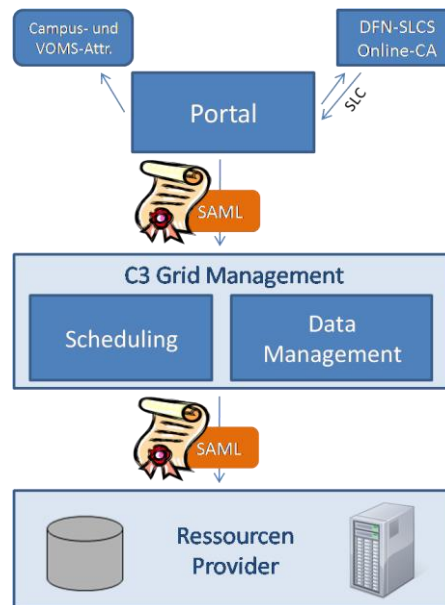 Campus- und
VOMS-Attr.
DFN-SLCS
Online-CA
SLC
Portal
SAML
C3 Grid Management
Scheduling
Data
Management
SAML
Ressourcen
Provider